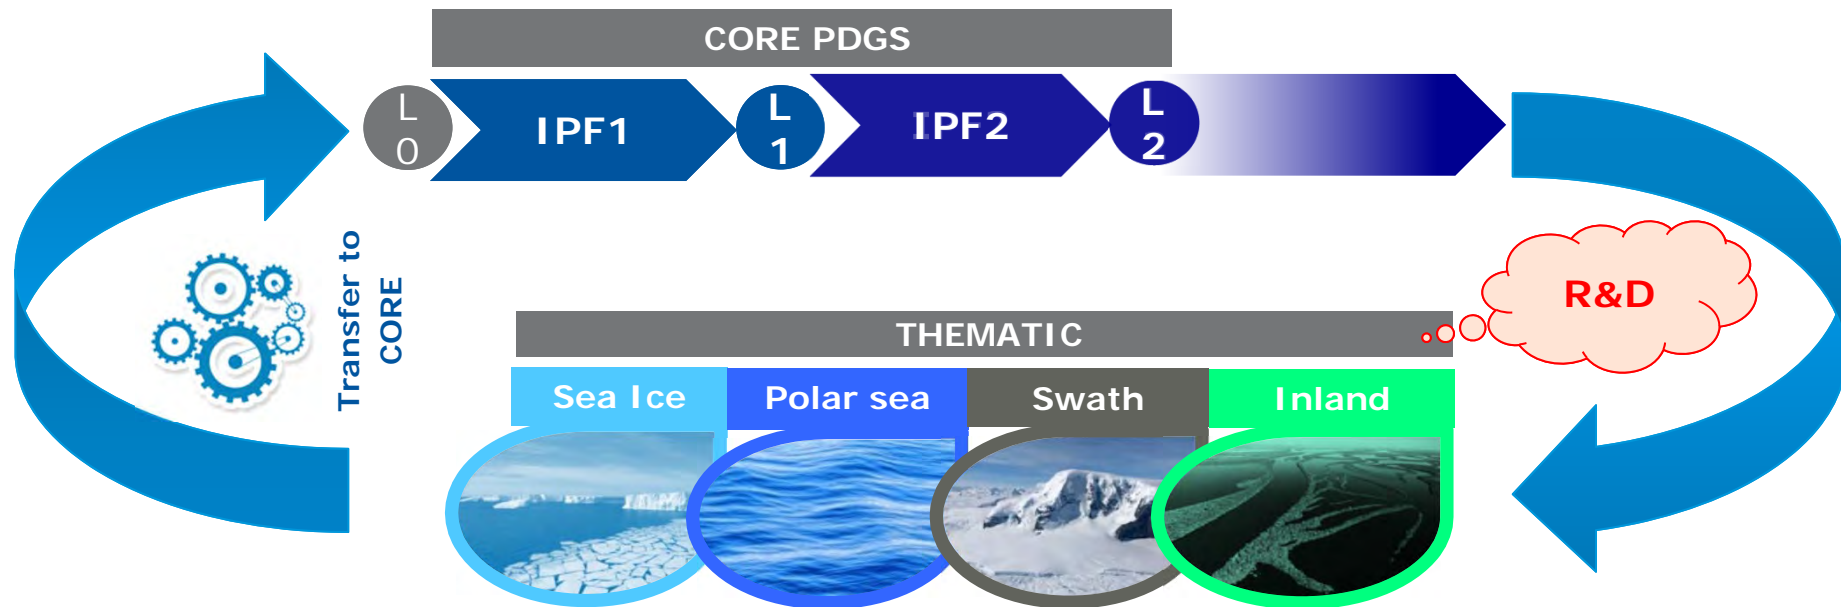 CORE PDGS
L
0
IPF1
L
1
IPF2
L
2
Transfer to
CORE
R&D
THEMATIC
Sea Ice
Polar sea
Swath
Inland